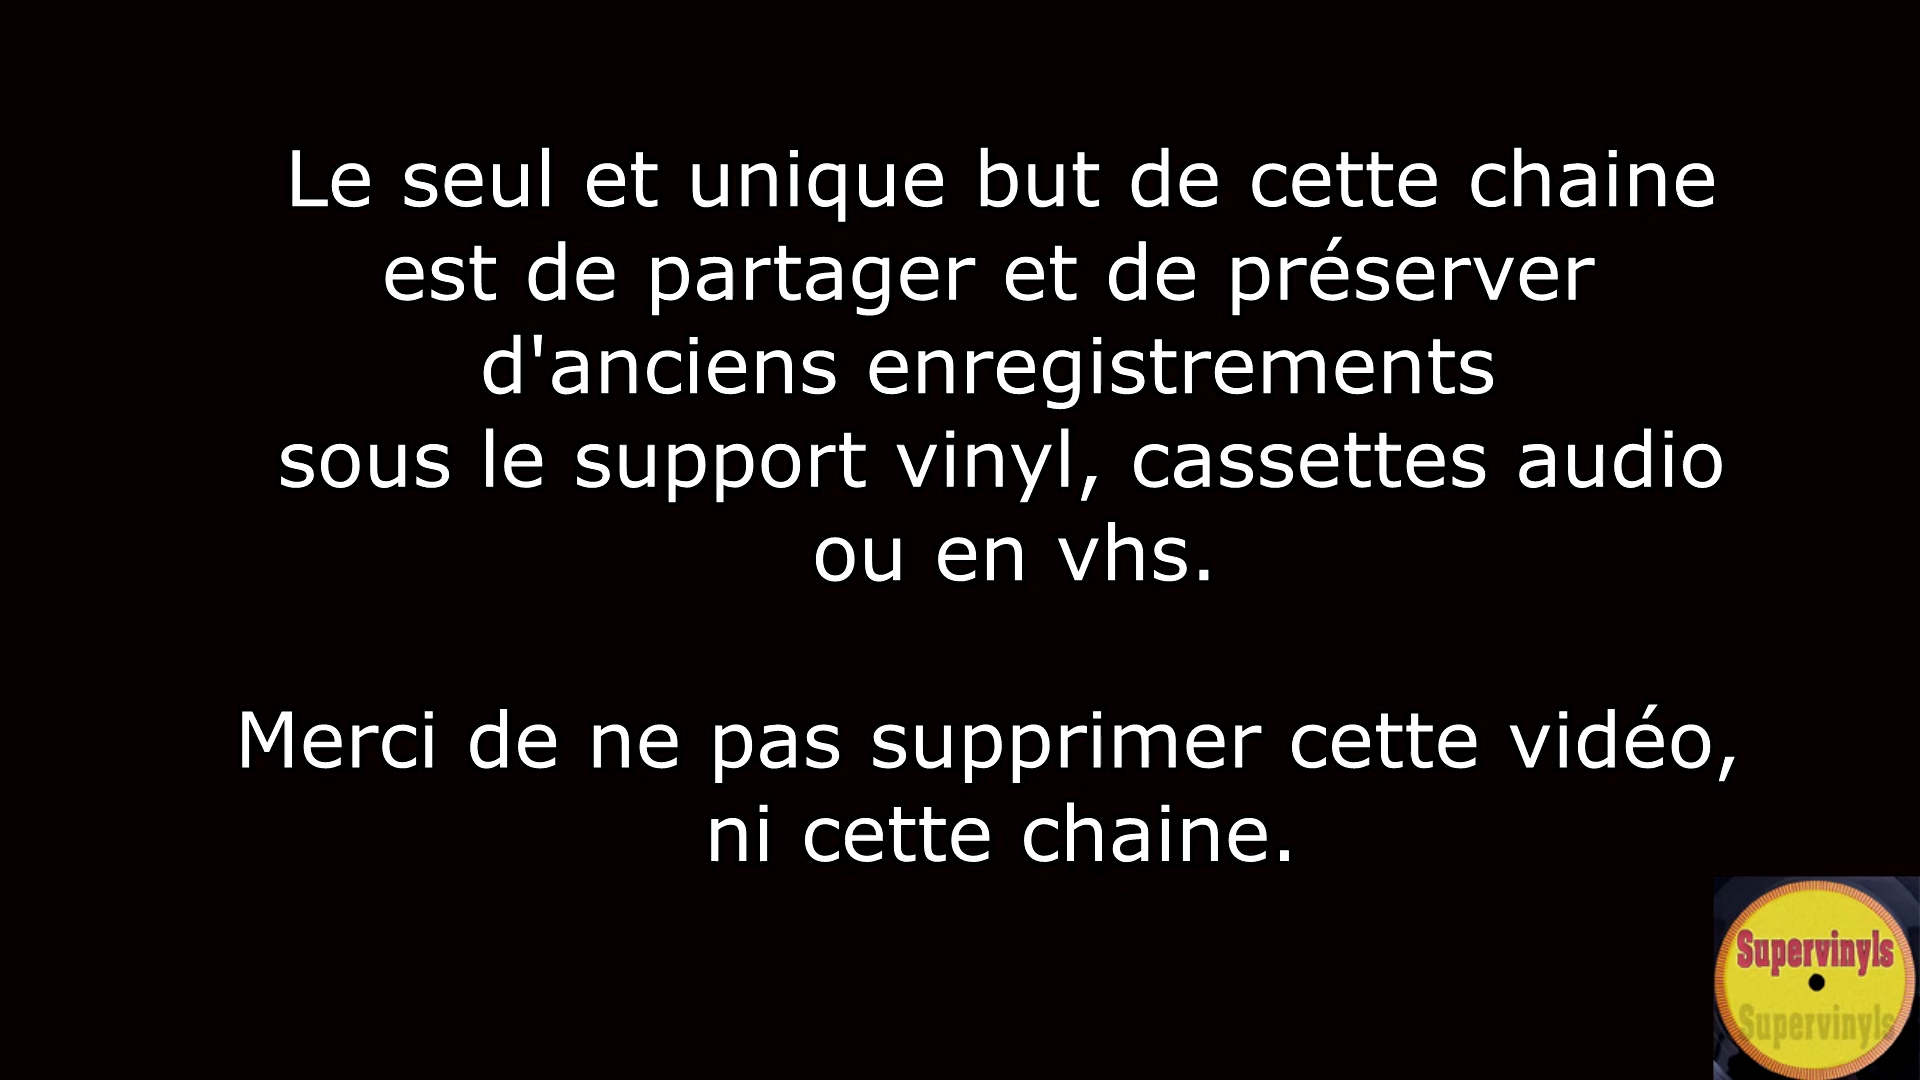 Le seul et unique but de cette chaine
est de partager et de préserver
d'anciens enregistrements
sous le support vinyl, cassettes audio
ou en vhs.
Merci de ne pas supprimer cette vidéo,
ni cette chaine.
Supervinyls
Supervinyls